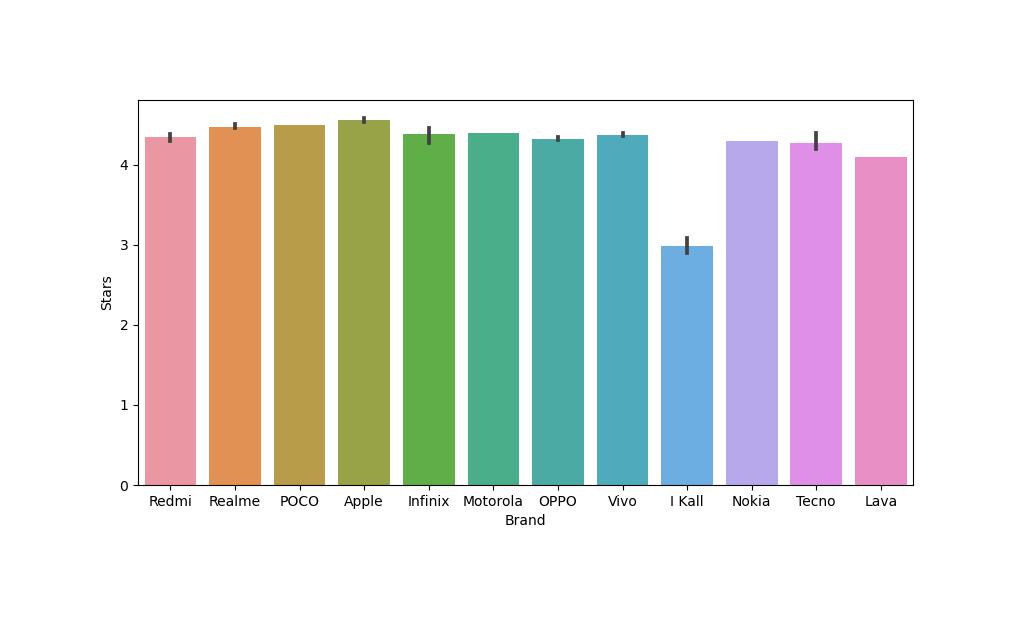 4
3
2
1
0
Stars
Redmi Realme POCO Apple Infinix Motorola OPPO Vivo I Kall Nokia Tecno Lava
Brand